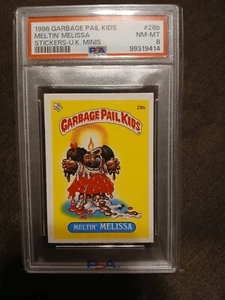 1986 GARBAGE PAIL KIDS #28b
MELTIN' MELISSA NM-MT
STICKERS-U.K. MINIS 8
PSA 99319414
28b
GARBAGE PAIL KIDS
MELTIN' MELISSA
PSA